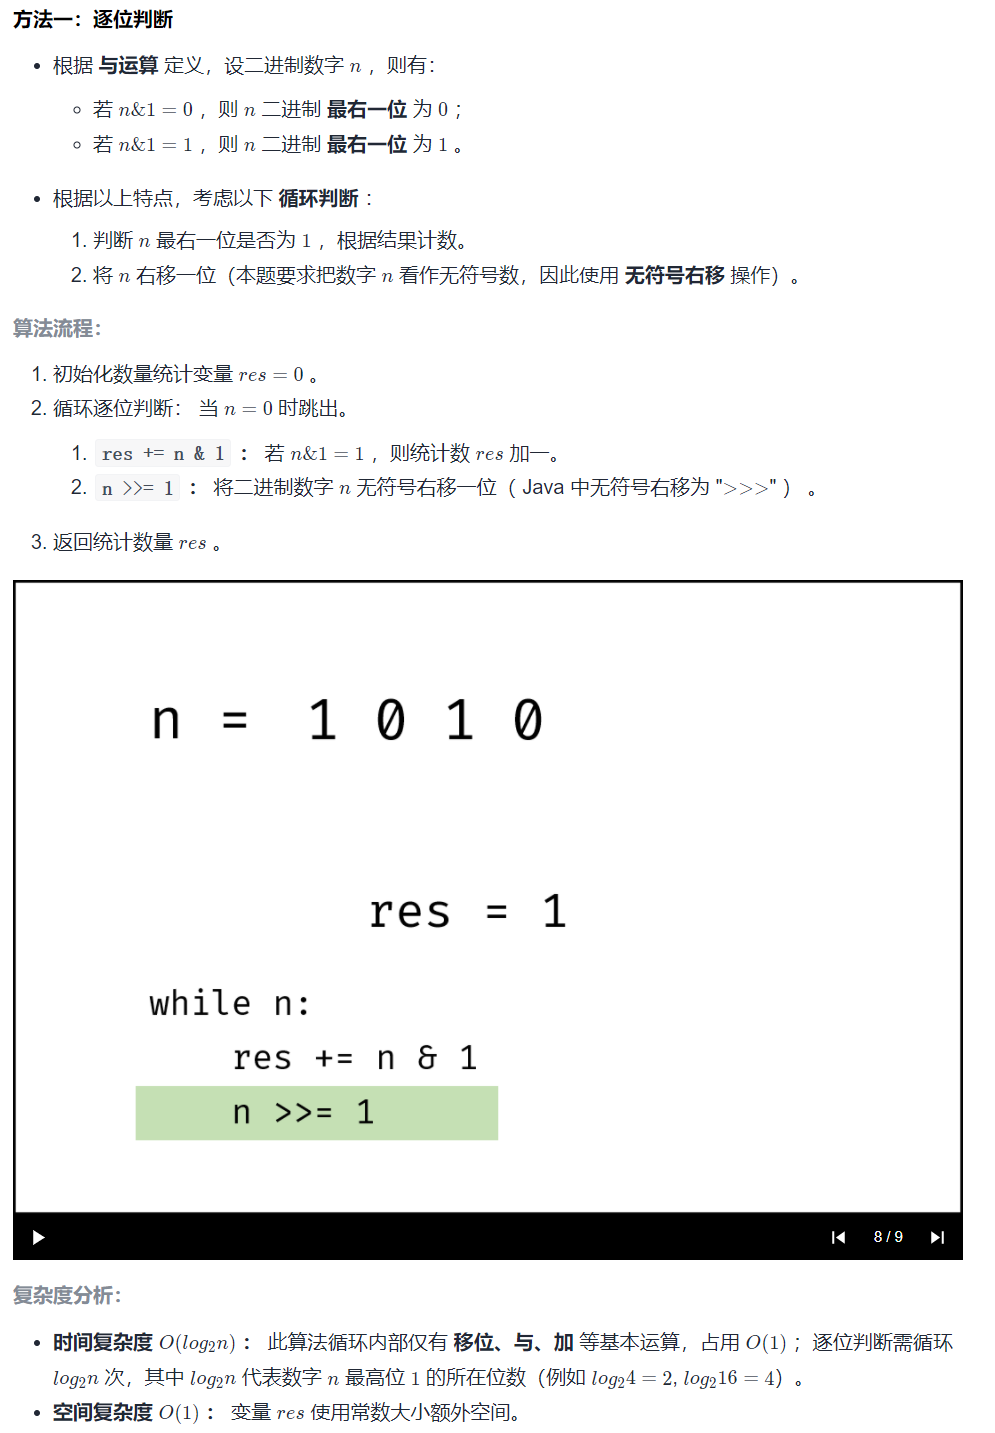 方法一：逐位判断
• 根据 与运算 定义，设二进制数字 n ，则有：
◦ 若 n&1 = 0 ，则 n 二进制 最右一位 为 0 ；
◦ 若 n&1 = 1 ，则 n 二进制 最右一位 为 1 。
• 根据以上特点，考虑以下 循环判断 ：
1. 判断 n 最右一位是否为 1 ，根据结果计数。
2. 将 n 右移一位（本题要求把数字 n 看作无符号数，因此使用 无符号右移 操作）。
算法流程：
1. 初始化数量统计变量 res = 0 。
2. 循环逐位判断： 当 n = 0 时跳出。
1. res += n & 1 ： 若 n&1 = 1 ，则统计数 res 加一。
2. n >>= 1 ： 将二进制数字 n 无符号右移一位（ Java 中无符号右移为 ">>>" ） 。
3. 返回统计数量 res 。
n = 1 0 1 0
res = 1
while n:
res += n & 1
n >>= 1
8 / 9
复杂度分析：
• 时间复杂度 O(log₂n) ： 此算法循环内部仅有 移位、与、加 等基本运算，占用 O(1) ；逐位判断需循环
log₂n 次，其中 log₂n 代表数字 n 最高位 1 的所在位数（例如 log₂4 = 2, log₂16 = 4）。
• 空间复杂度 O(1) ： 变量 res 使用常数大小额外空间。